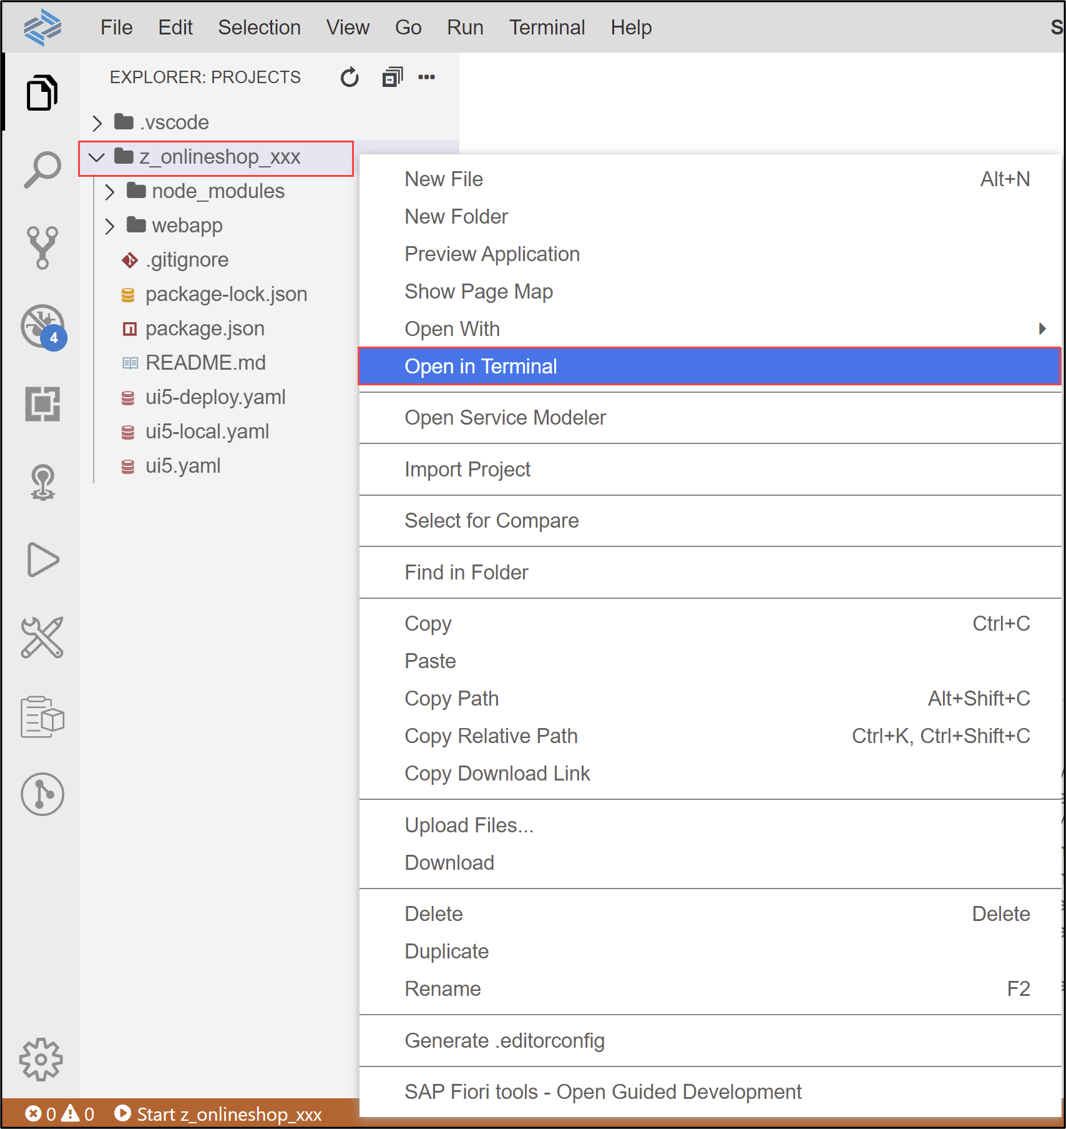 File Edit Selection View Go Run Terminal Help S
EXPLORER: PROJECTS
.vscode
z_onlineshop_xxx
node_modules
webapp
.gitignore
package-lock.json
package.json
README.md
ui5-deploy.yaml
ui5-local.yaml
ui5.yaml
4
New File Alt+N
New Folder
Preview Application
Show Page Map
Open With
Open in Terminal
Open Service Modeler
Import Project
Select for Compare
Find in Folder
Copy Ctrl+C
Paste
Copy Path Alt+Shift+C
Copy Relative Path Ctrl+K, Ctrl+Shift+C
Copy Download Link
Upload Files...
Download
Delete Delete
Duplicate
Rename F2
Generate .editorconfig
SAP Fiori tools - Open Guided Development
0 0 Start z_onlineshop_xxx